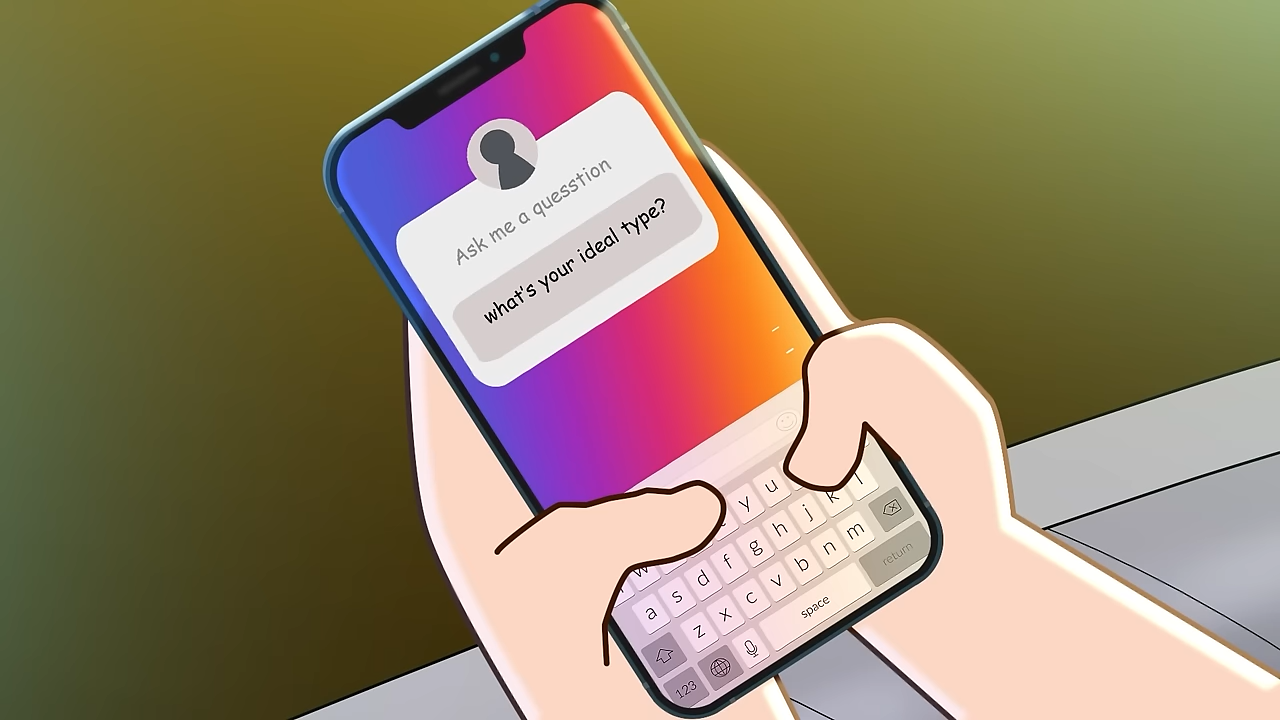 Ask me a quesstion
what's your ideal type?
y u
w
a s d f g h j k l
z x c v b n m
123 space return